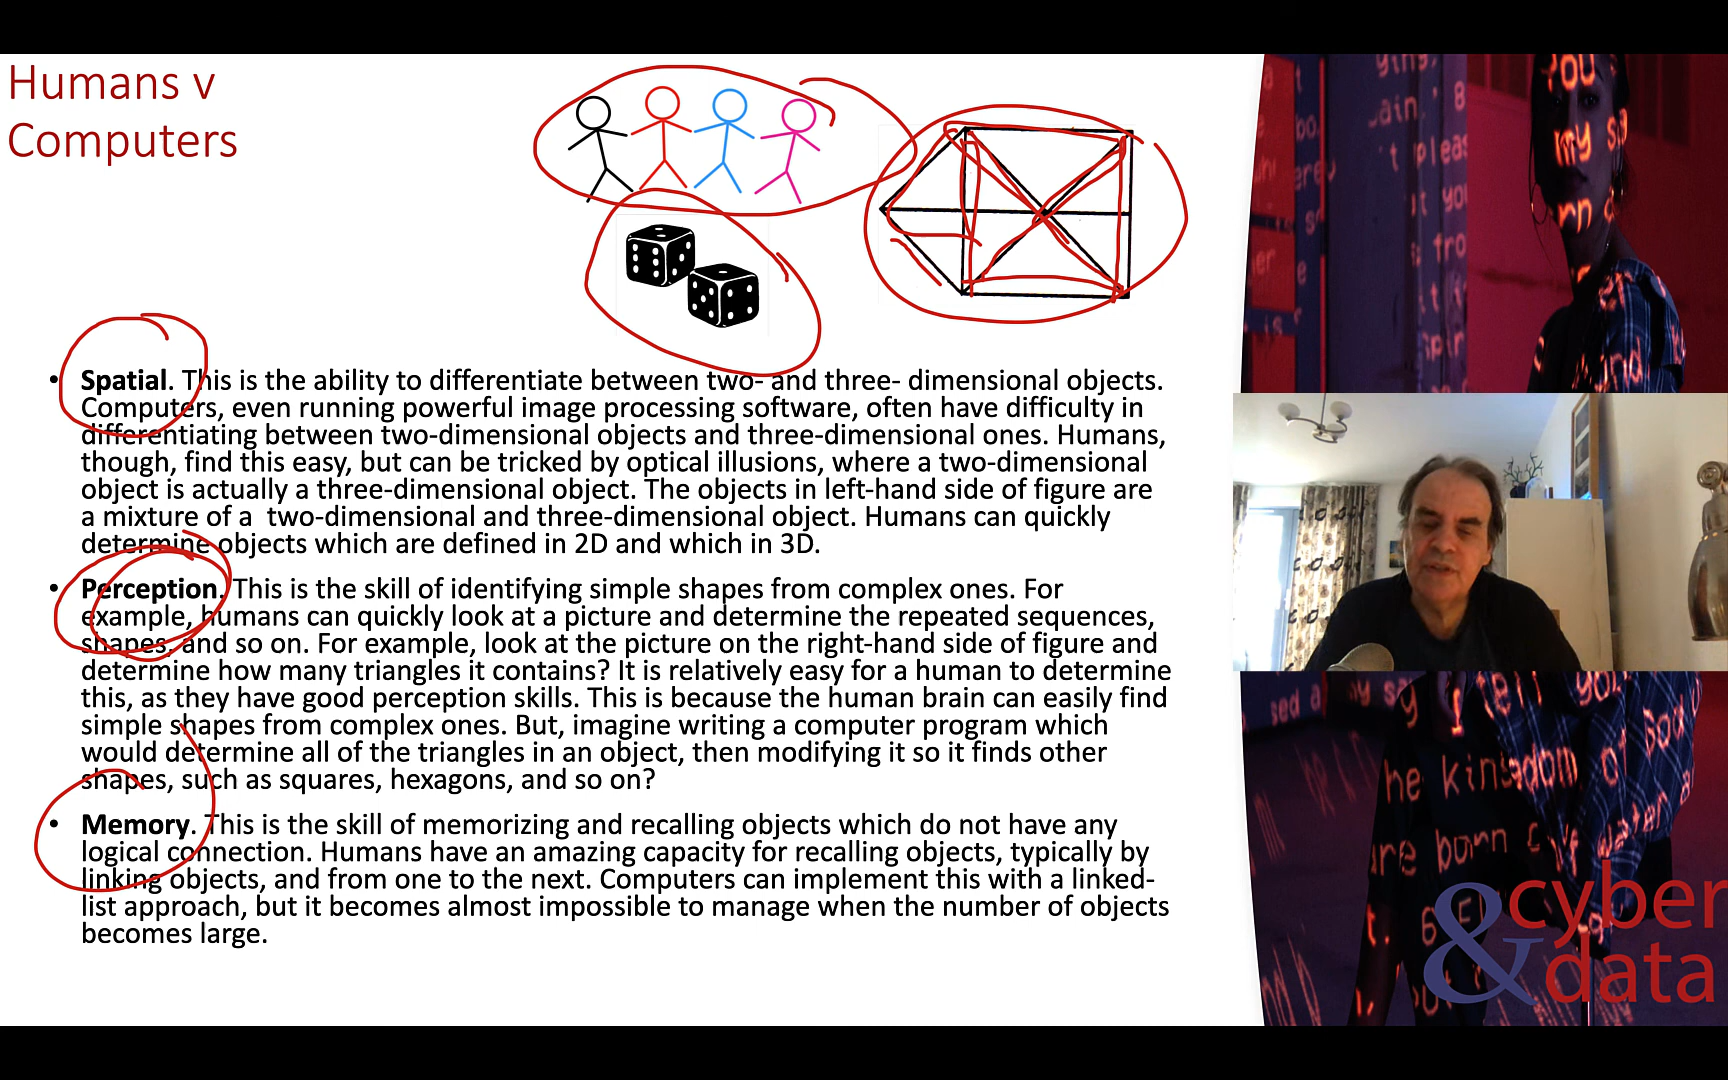 Humans v
Computers
• Spatial. This is the ability to differentiate between two- and three- dimensional objects.
Computers, even running powerful image processing software, often have difficulty in
differentiating between two-dimensional objects and three-dimensional ones. Humans,
though, find this easy, but can be tricked by optical illusions, where a two-dimensional
object is actually a three-dimensional object. The objects in left-hand side of figure are
a mixture of a  two-dimensional and three-dimensional object. Humans can quickly
determine objects which are defined in 2D and which in 3D.
• Perception. This is the skill of identifying simple shapes from complex ones. For
example, humans can quickly look at a picture and determine the repeated sequences,
shapes, and so on. For example, look at the picture on the right-hand side of figure and
determine how many triangles it contains? It is relatively easy for a human to determine
this, as they have good perception skills. This is because the human brain can easily find
simple shapes from complex ones. But, imagine writing a computer program which
would determine all of the triangles in an object, then modifying it so it finds other
shapes, such as squares, hexagons, and so on?
• Memory. This is the skill of memorizing and recalling objects which do not have any
logical connection. Humans have an amazing capacity for recalling objects, typically by
linking objects, and from one to the next. Computers can implement this with a linked-
list approach, but it becomes almost impossible to manage when the number of objects
becomes large.
You
my
tell you
he kingdom of
burn
cyber
&data